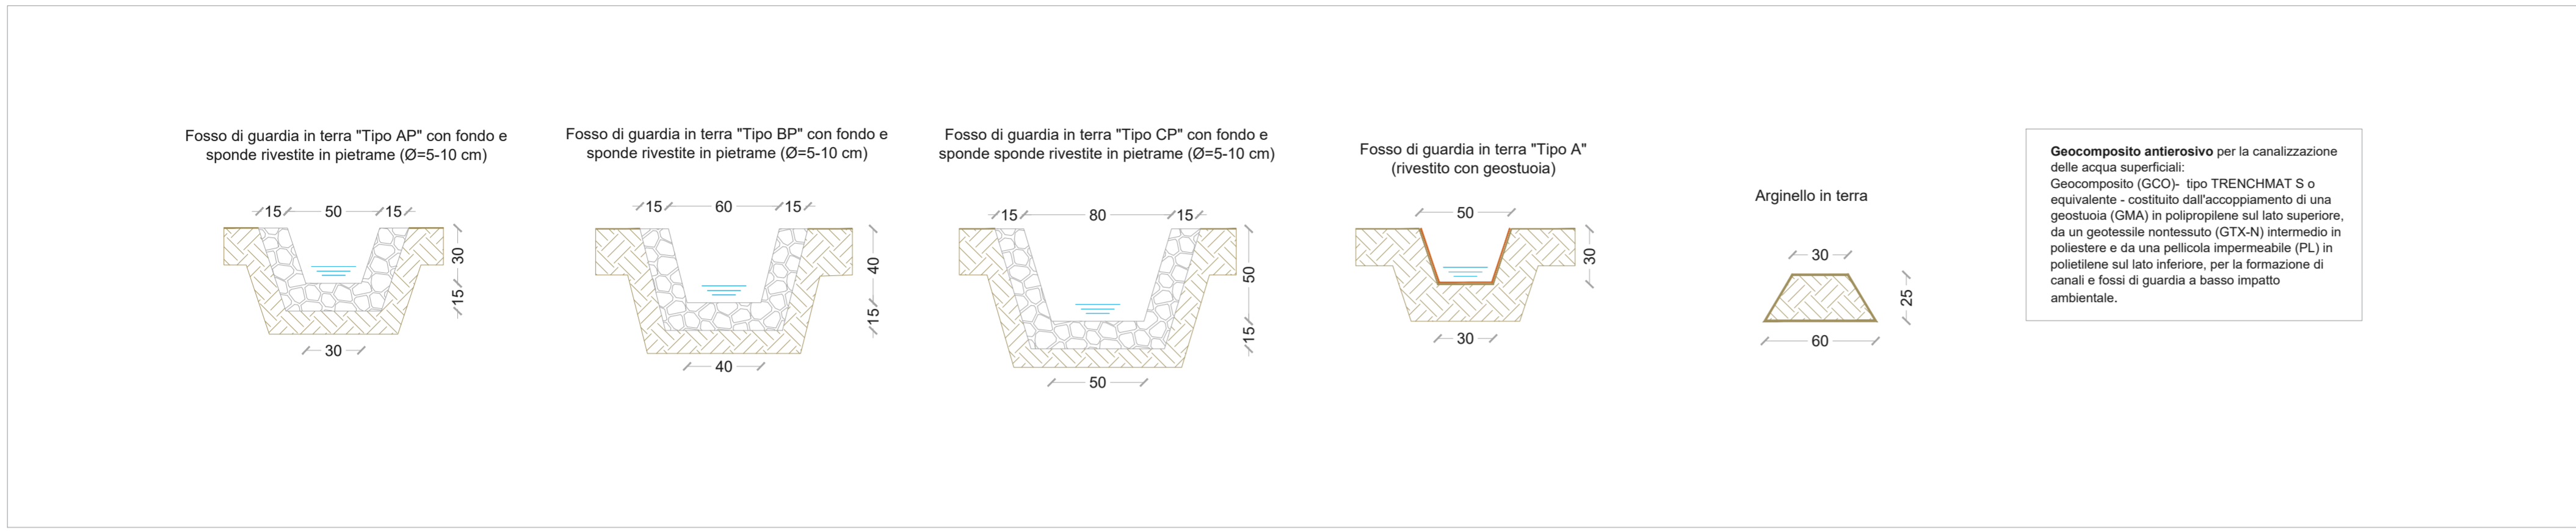 Fosso di guardia in terra "Tipo AP" con fondo e
sponde rivestite in pietrame (Ø=5-10 cm)
15
50
15
30
15
30
Fosso di guardia in terra "Tipo BP" con fondo e
sponde rivestite in pietrame (Ø=5-10 cm)
15
60
15
40
15
40
Fosso di guardia in terra "Tipo CP" con fondo e
sponde sponde rivestite in pietrame (Ø=5-10 cm)
15
80
15
50
15
50
Fosso di guardia in terra "Tipo A"
(rivestito con geostuoia)
50
30
30
Arginello in terra
30
25
60
Geocomposito antierosivo per la canalizzazione
delle acqua superficiali:
Geocomposito (GCO)- tipo TRENCHMAT S o
equivalente - costituito dall'accoppiamento di una
geostuoia (GMA) in polipropilene sul lato superiore,
da un geotessile nontessuto (GTX-N) intermedio in
poliestere e da una pellicola impermeabile (PL) in
polietilene sul lato inferiore, per la formazione di
canali e fossi di guardia a basso impatto
ambientale.